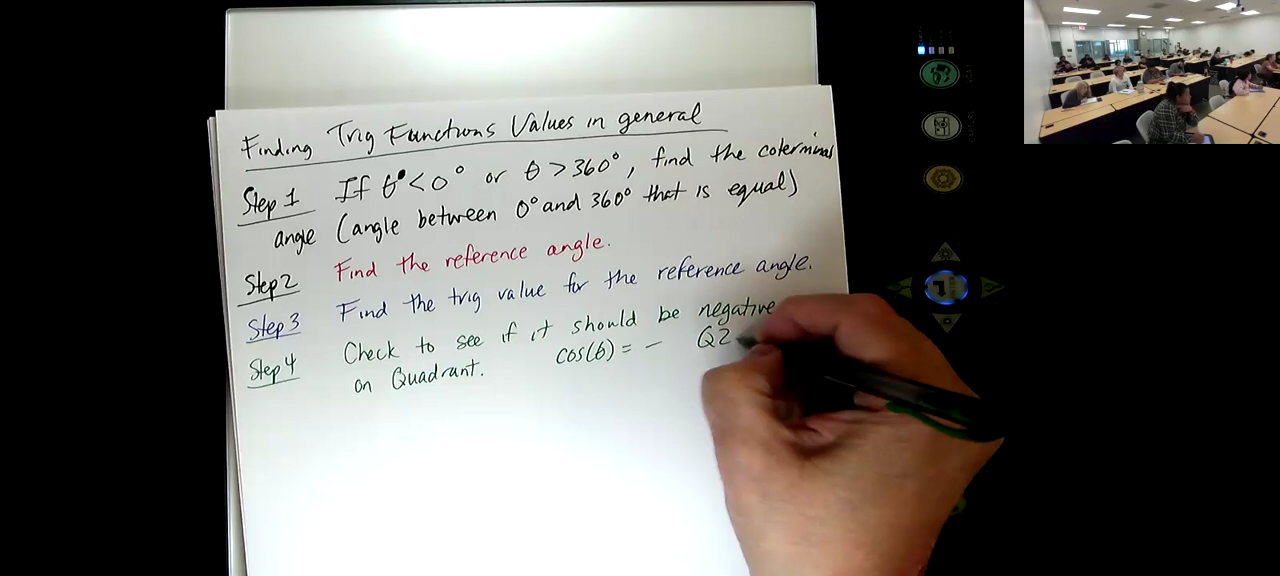 Finding Trig Functions Values in general
Step 1 If θ° < 0° or θ > 360°, find the coterminal
angle (angle between 0° and 360° that is equal)
Step 2 Find the reference angle.
Step 3 Find the trig value for the reference angle.
Step 4 Check to see if it should be negative
on Quadrant. cos(θ) = − Q2